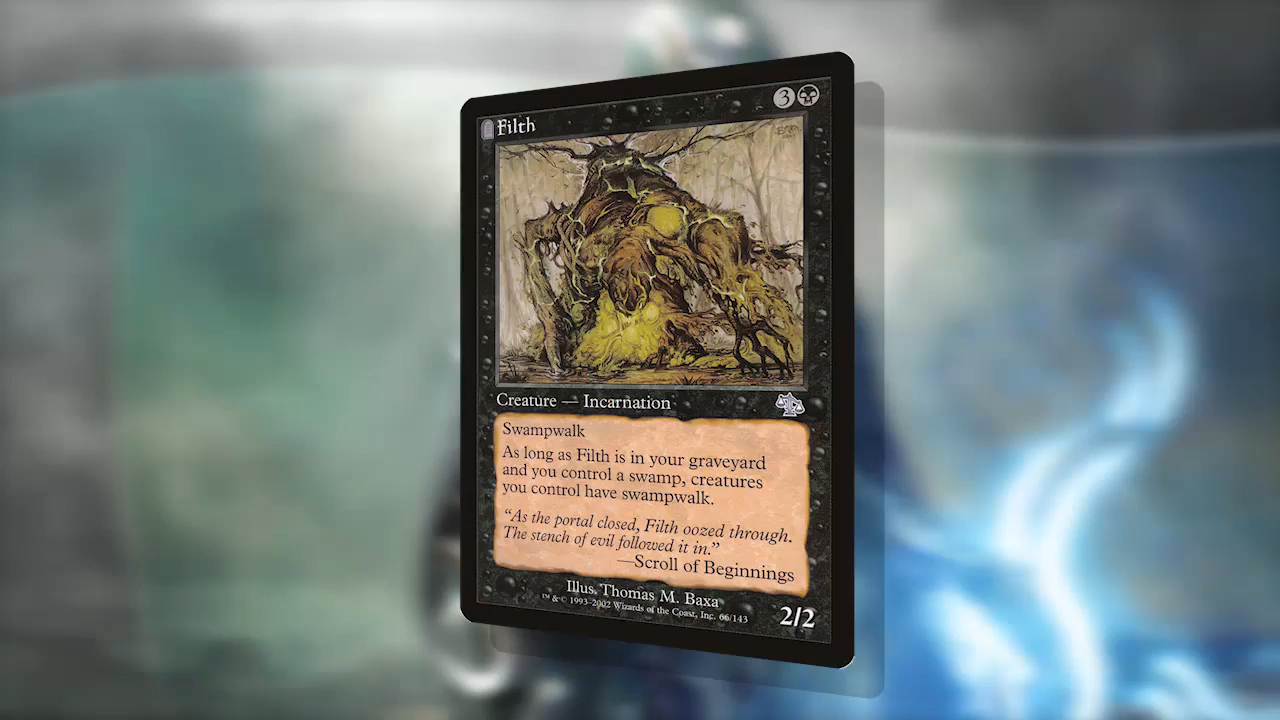 Filth
3
Creature — Incarnation
Swampwalk
As long as Filth is in your graveyard
and you control a swamp, creatures
you control have swampwalk.
“As the portal closed, Filth oozed through.
The stench of evil followed it in.”
—Scroll of Beginnings
Illus. Thomas M. Baxa
™ & © 1993–2002 Wizards of the Coast, Inc. 66/143
2/2